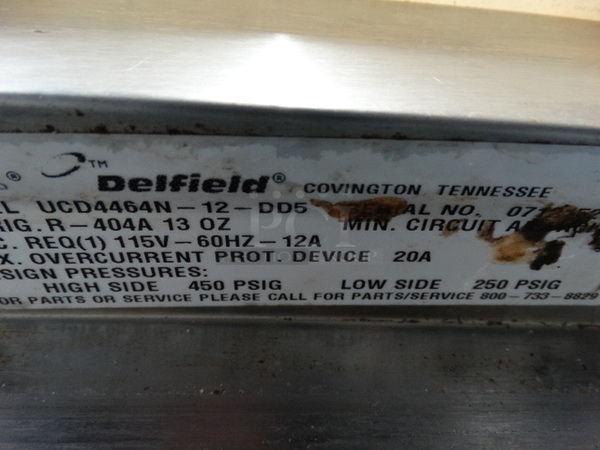 ™ Delfield® COVINGTON, TENNESSEE
UCD4464N-12-DD5 AL NO. 07
R-404A 13 OZ MIN. CIRCUIT
REQ(1) 115V-60HZ-12A
OVERCURRENT PROT. DEVICE 20A
SIGN PRESSURES:
HIGH SIDE 450 PSIG LOW SIDE 250 PSIG
OR PARTS OR SERVICE PLEASE CALL FOR PARTS/SERVICE 800-733-8829